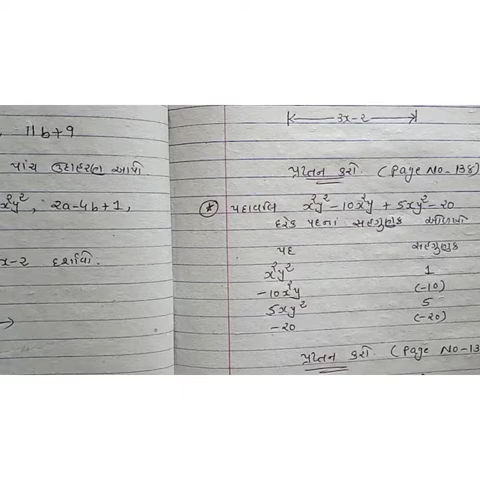 11b+9
પાંચ ઉદાહરણ આપો
x²y², 2a-4b+1,
x-2 દર્શાવો.
3x-2
પ્રયત્ન કરો. (Page No-138)
* પદાવલિ x²y²-10x²y+5xy²-20
દરેક પદનાં સહગુણક ઓળખો
પદ સહગુણક
x²y² 1
-10x²y (-10)
5xy² 5
-20 (-20)
પ્રયત્ન કરો. (Page No-13